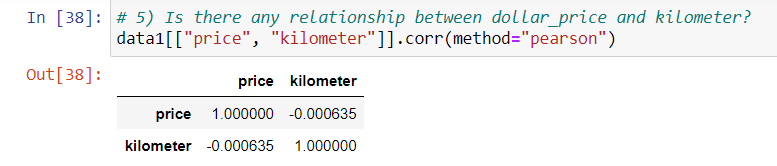 In [38]: # 5) Is there any relationship between dollar_price and kilometer?
data1[["price", "kilometer"]].corr(method="pearson")
Out[38]:
price kilometer
price 1.000000 -0.000635
kilometer -0.000635 1.000000